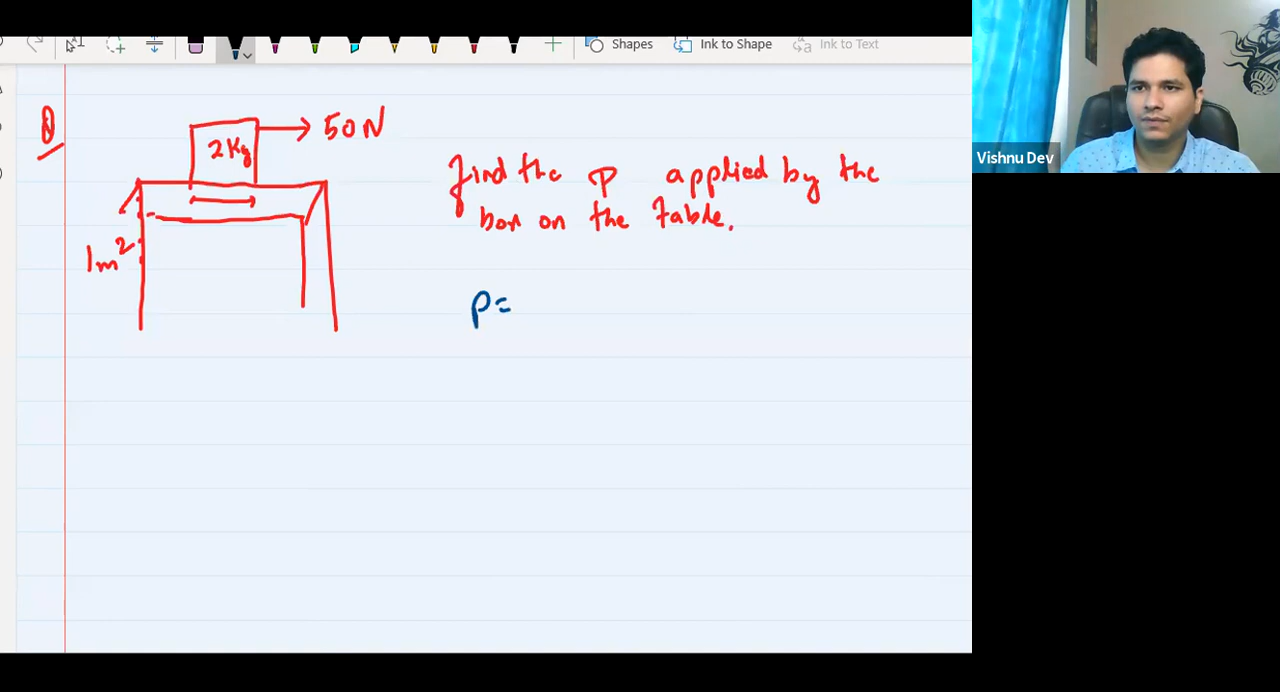 Shapes
Ink to Shape
Ink to Text
Vishnu Dev
Q
2Kg
50N
1m²
find the P applied by the
box on the table.
P=